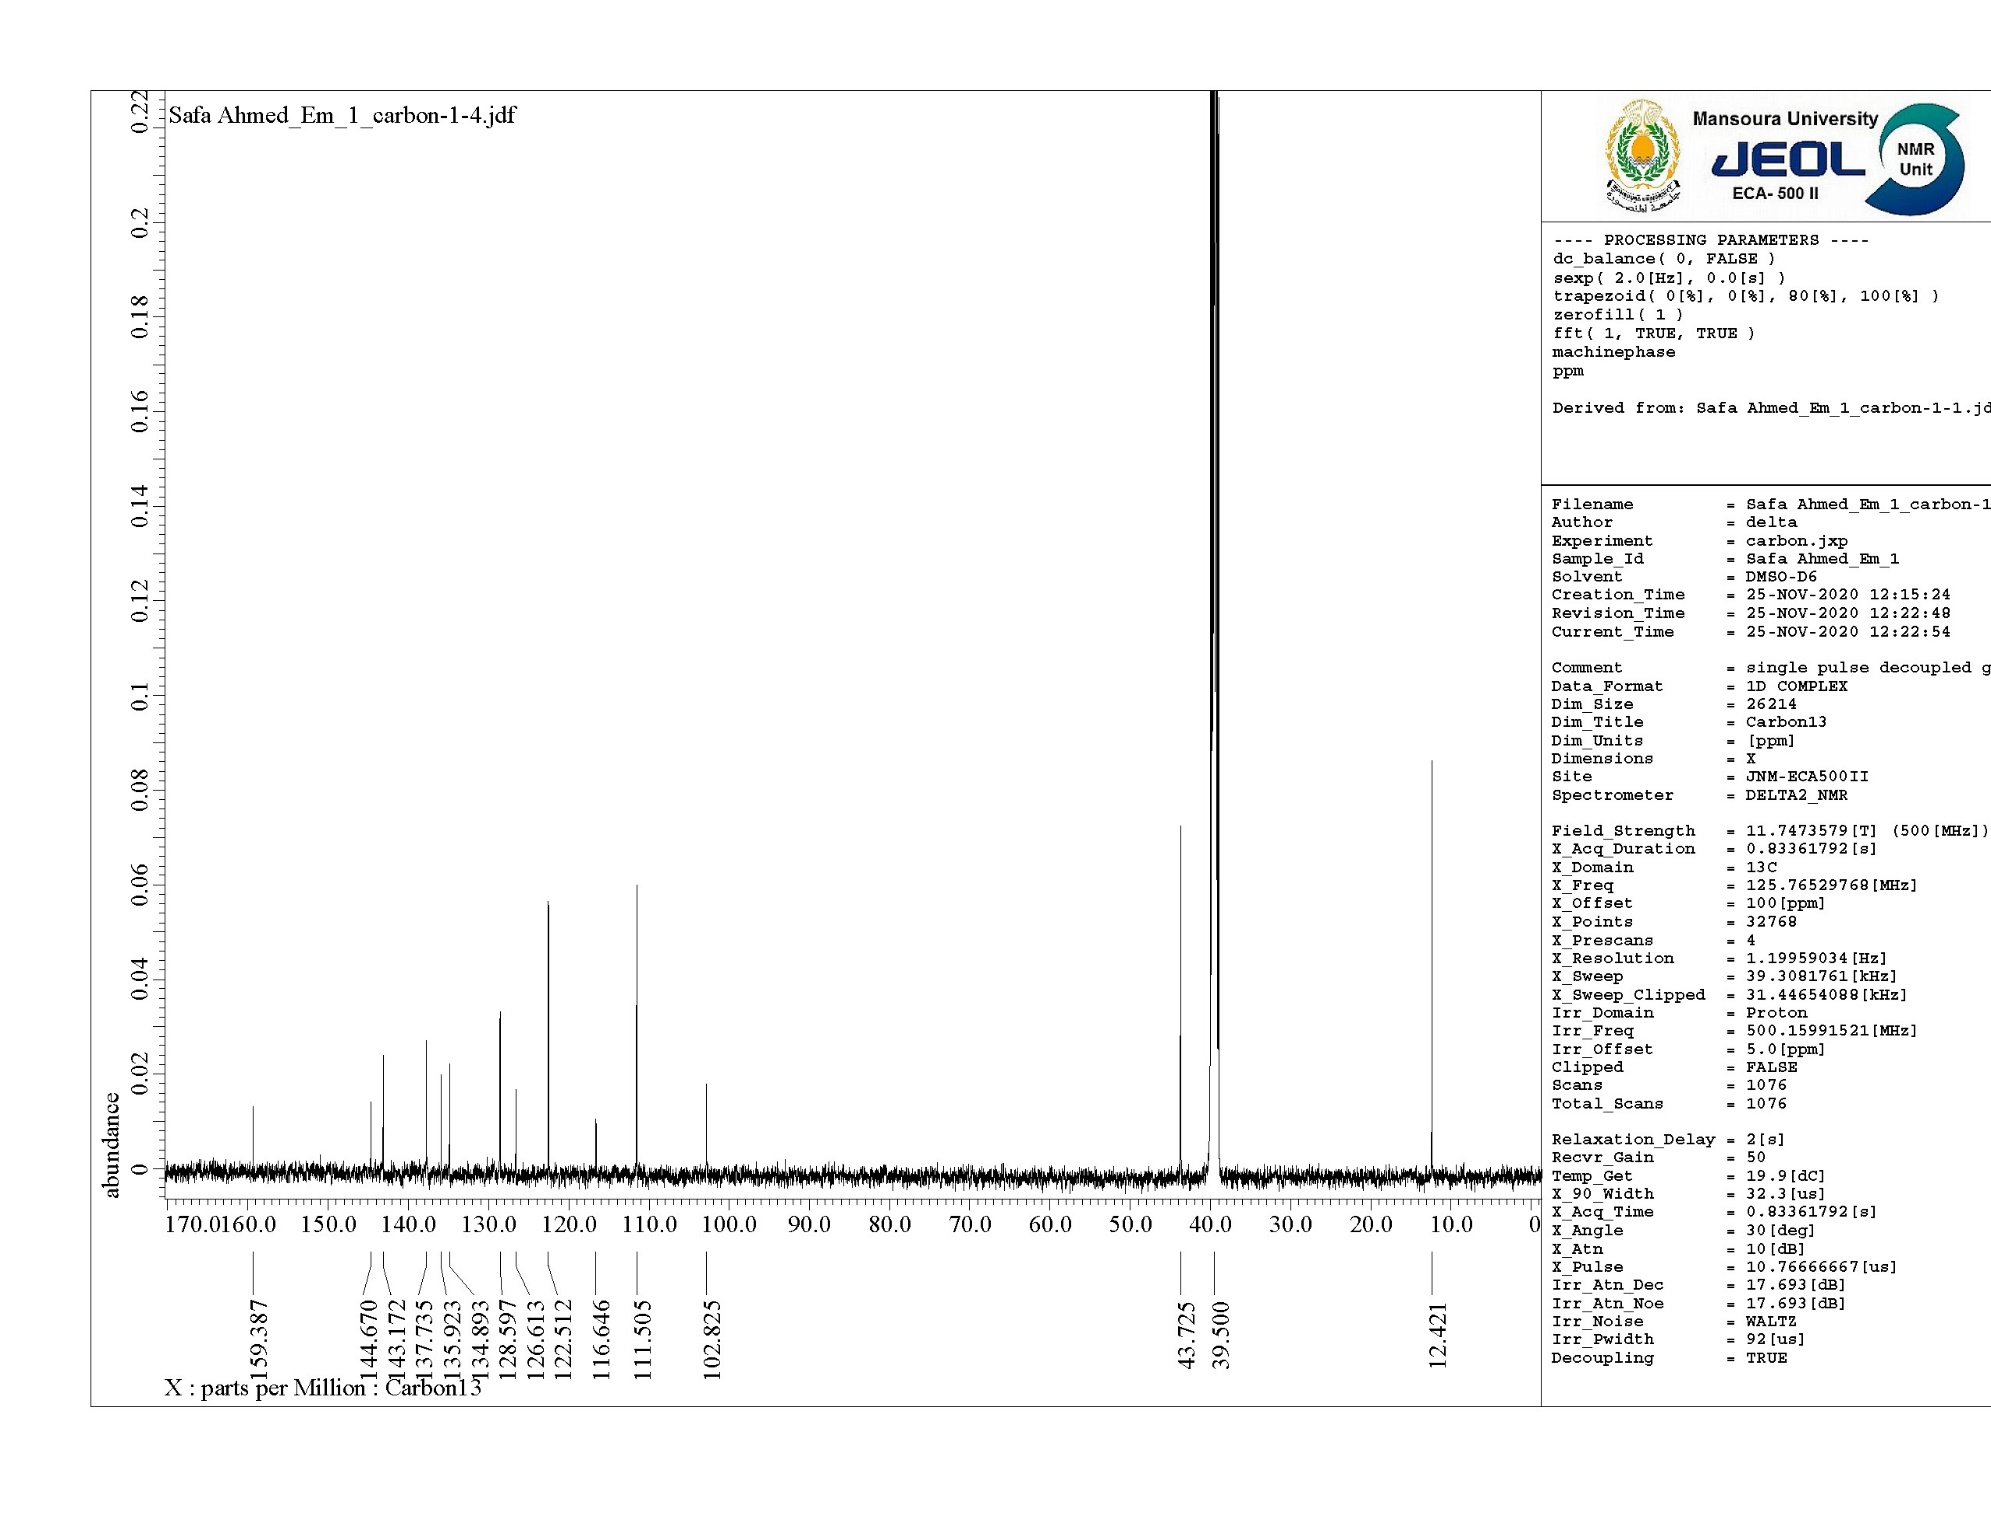 Safa Ahmed_Em_1_carbon-1-4.jdf
abundance
0.22
0.2
0.18
0.16
0.14
0.12
0.1
0.08
0.06
0.04
0.02
0
170.0 160.0 150.0 140.0 130.0 120.0 110.0 100.0 90.0 80.0 70.0 60.0 50.0 40.0 30.0 20.0 10.0 0
159.387
144.670
143.172
137.735
135.923
134.893
128.597
126.613
122.512
116.646
111.505
102.825
43.725
39.500
12.421
X : parts per Million : Carbon13
Mansoura University
JEOL
ECA- 500 II
NMR
Unit
---- PROCESSING PARAMETERS ----
dc_balance( 0, FALSE )
sexp( 2.0[Hz], 0.0[s] )
trapezoid( 0[%], 0[%], 80[%], 100[%] )
zerofill( 1 )
fft( 1, TRUE, TRUE )
machinephase
ppm
Derived from: Safa Ahmed_Em_1_carbon-1-1.jd
Filename = Safa Ahmed_Em_1_carbon-1
Author = delta
Experiment = carbon.jxp
Sample_Id = Safa Ahmed_Em_1
Solvent = DMSO-D6
Creation_Time = 25-NOV-2020 12:15:24
Revision_Time = 25-NOV-2020 12:22:48
Current_Time = 25-NOV-2020 12:22:54
Comment = single pulse decoupled g
Data_Format = 1D COMPLEX
Dim_Size = 26214
Dim_Title = Carbon13
Dim_Units = [ppm]
Dimensions = X
Site = JNM-ECA500II
Spectrometer = DELTA2_NMR
Field_Strength = 11.7473579[T] (500[MHz])
X_Acq_Duration = 0.83361792[s]
X_Domain = 13C
X_Freq = 125.76529768[MHz]
X_Offset = 100[ppm]
X_Points = 32768
X_Prescans = 4
X_Resolution = 1.19959034[Hz]
X_Sweep = 39.3081761[kHz]
X_Sweep_Clipped = 31.44654088[kHz]
Irr_Domain = Proton
Irr_Freq = 500.15991521[MHz]
Irr_Offset = 5.0[ppm]
Clipped = FALSE
Scans = 1076
Total_Scans = 1076
Relaxation_Delay = 2[s]
Recvr_Gain = 50
Temp_Get = 19.9[dC]
X_90_Width = 32.3[us]
X_Acq_Time = 0.83361792[s]
X_Angle = 30[deg]
X_Atn = 10[dB]
X_Pulse = 10.76666667[us]
Irr_Atn_Dec = 17.693[dB]
Irr_Atn_Noe = 17.693[dB]
Irr_Noise = WALTZ
Irr_Pwidth = 92[us]
Decoupling = TRUE